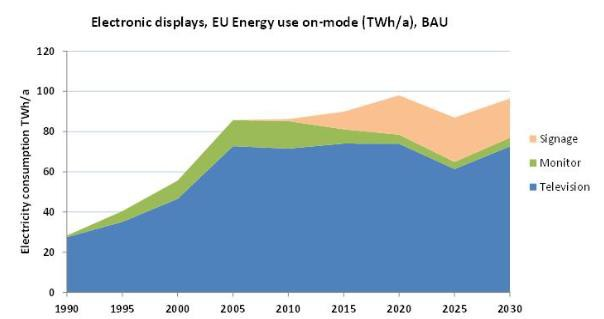 Electronic displays, EU Energy use on-mode (TWh/a), BAU
Electricity consumption TWh/a
120
100
80
60
40
20
0
1990 1995 2000 2005 2010 2015 2020 2025 2030
Signage
Monitor
Television